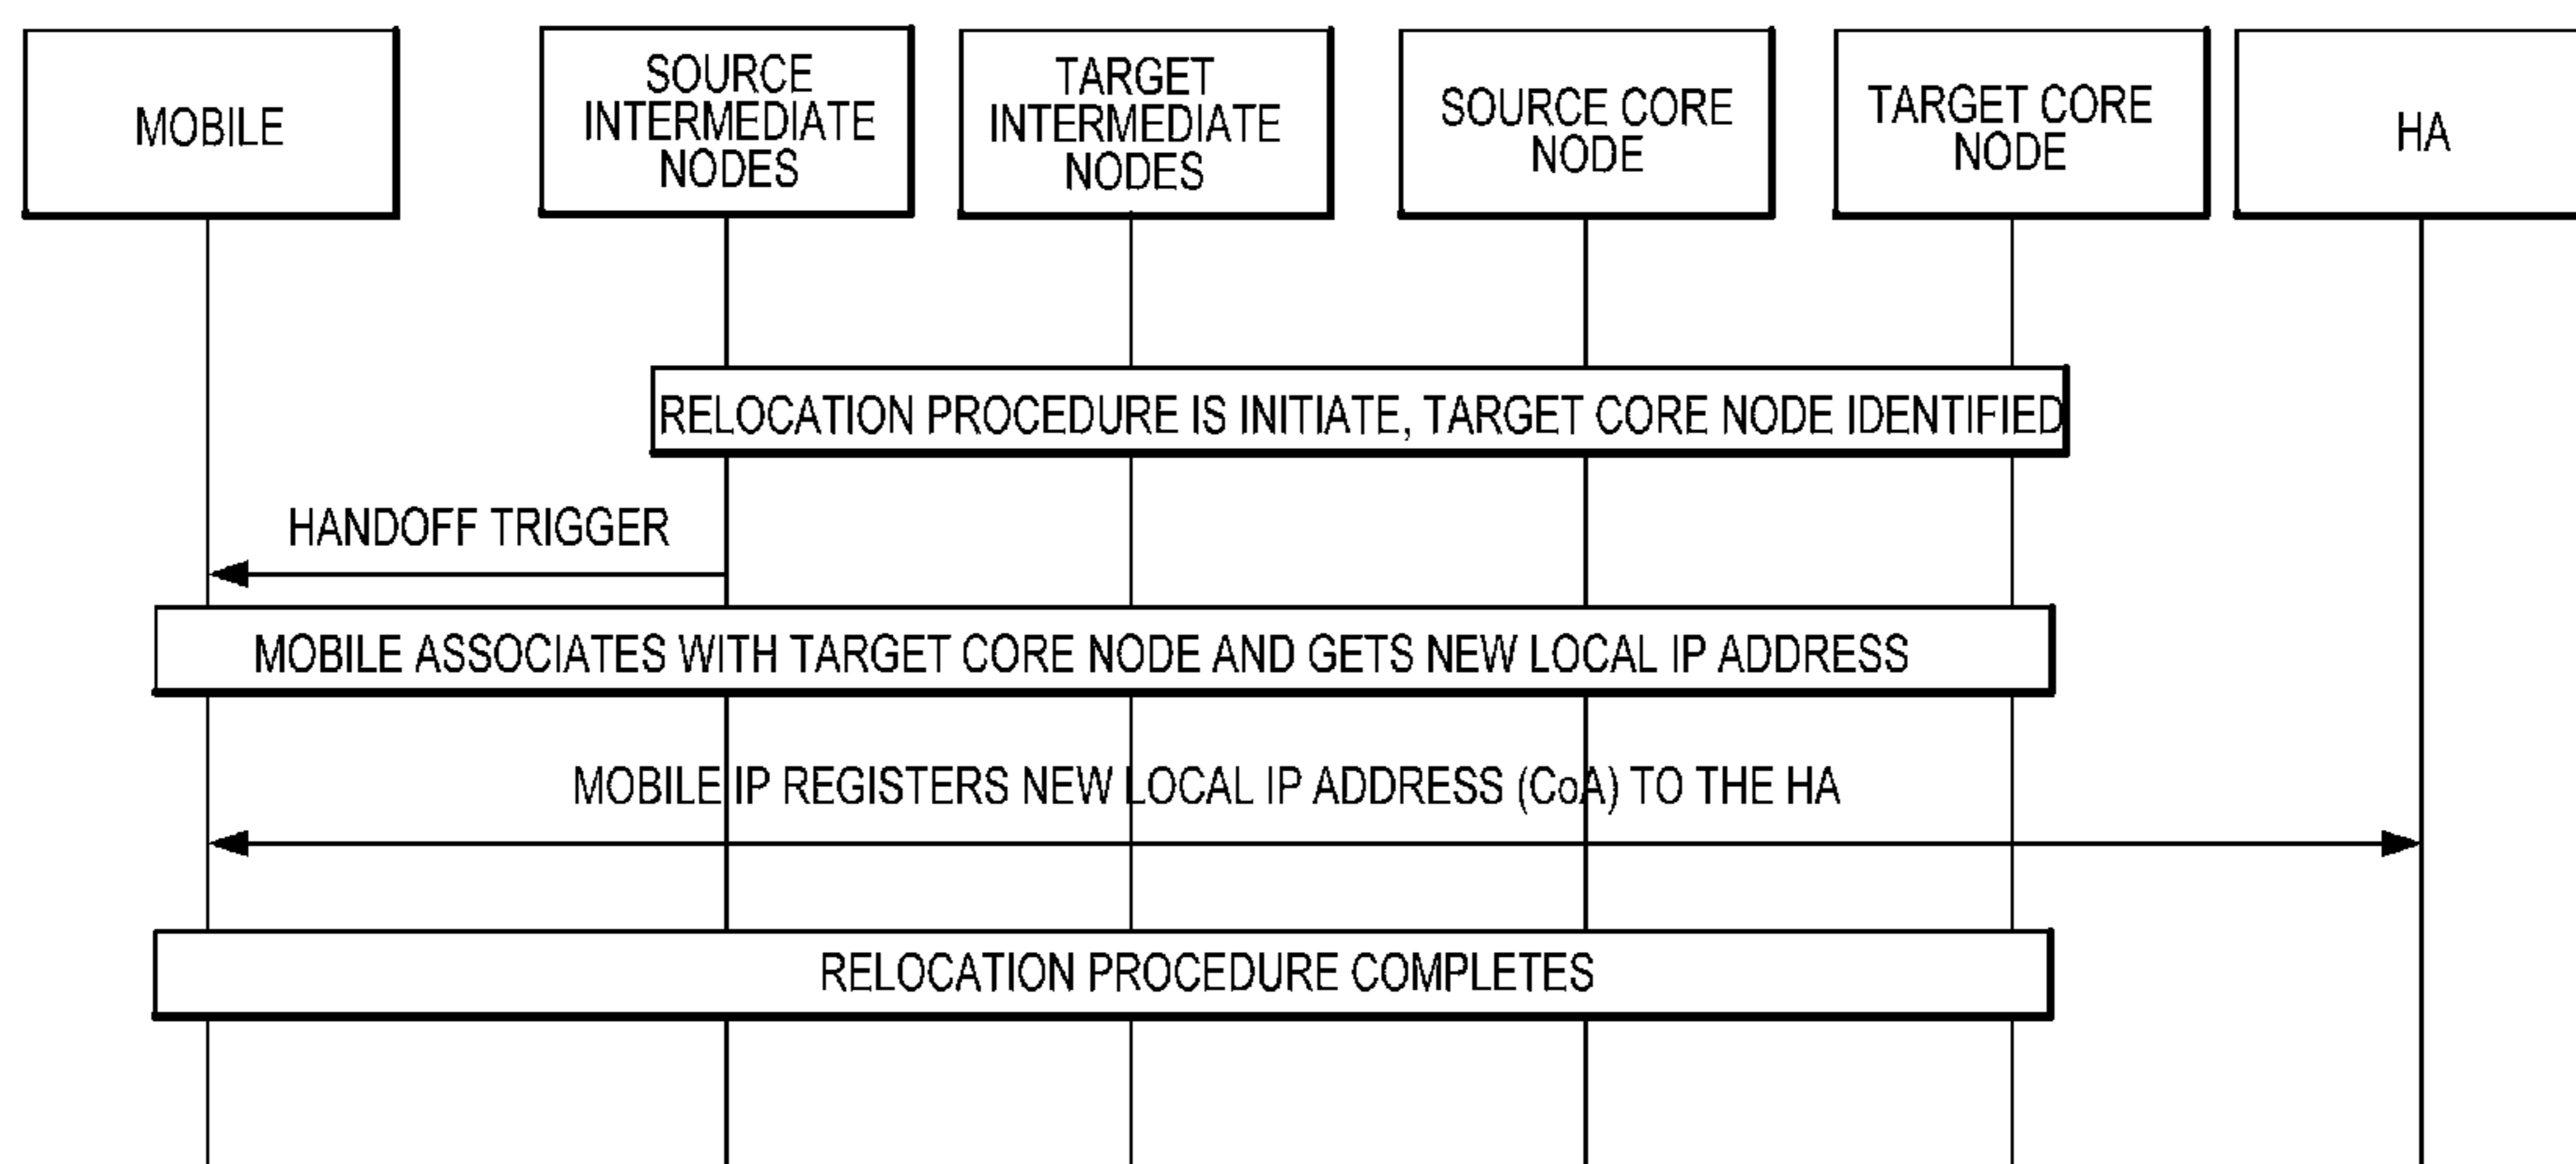 MOBILE
SOURCE
INTERMEDIATE
NODES
TARGET
INTERMEDIATE
NODES
SOURCE CORE
NODE
TARGET CORE
NODE
HA
RELOCATION PROCEDURE IS INITIATE, TARGET CORE NODE IDENTIFIED
HANDOFF TRIGGER
MOBILE ASSOCIATES WITH TARGET CORE NODE AND GETS NEW LOCAL IP ADDRESS
MOBILE IP REGISTERS NEW LOCAL IP ADDRESS (CoA) TO THE HA
RELOCATION PROCEDURE COMPLETES